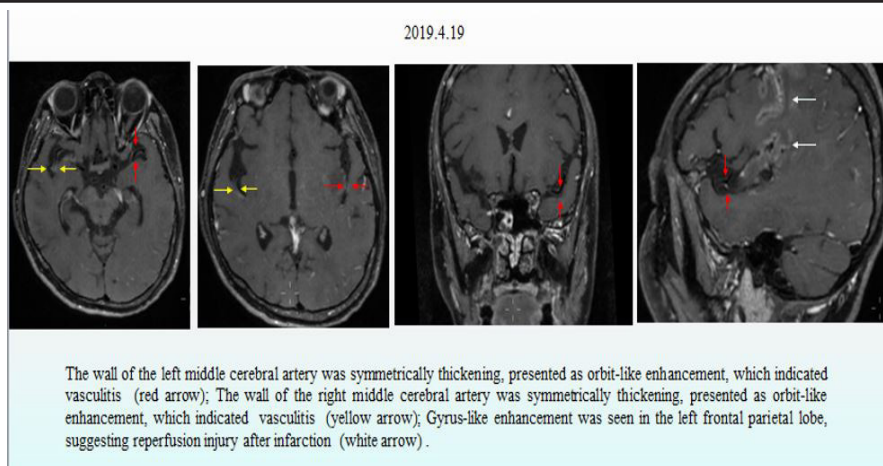 2019.4.19
The wall of the left middle cerebral artery was symmetrically thickening, presented as orbit-like enhancement, which indicated
vasculitis (red arrow); The wall of the right middle cerebral artery was symmetrically thickening, presented as orbit-like
enhancement, which indicated vasculitis (yellow arrow); Gyrus-like enhancement was seen in the left frontal parietal lobe,
suggesting reperfusion injury after infarction (white arrow) .